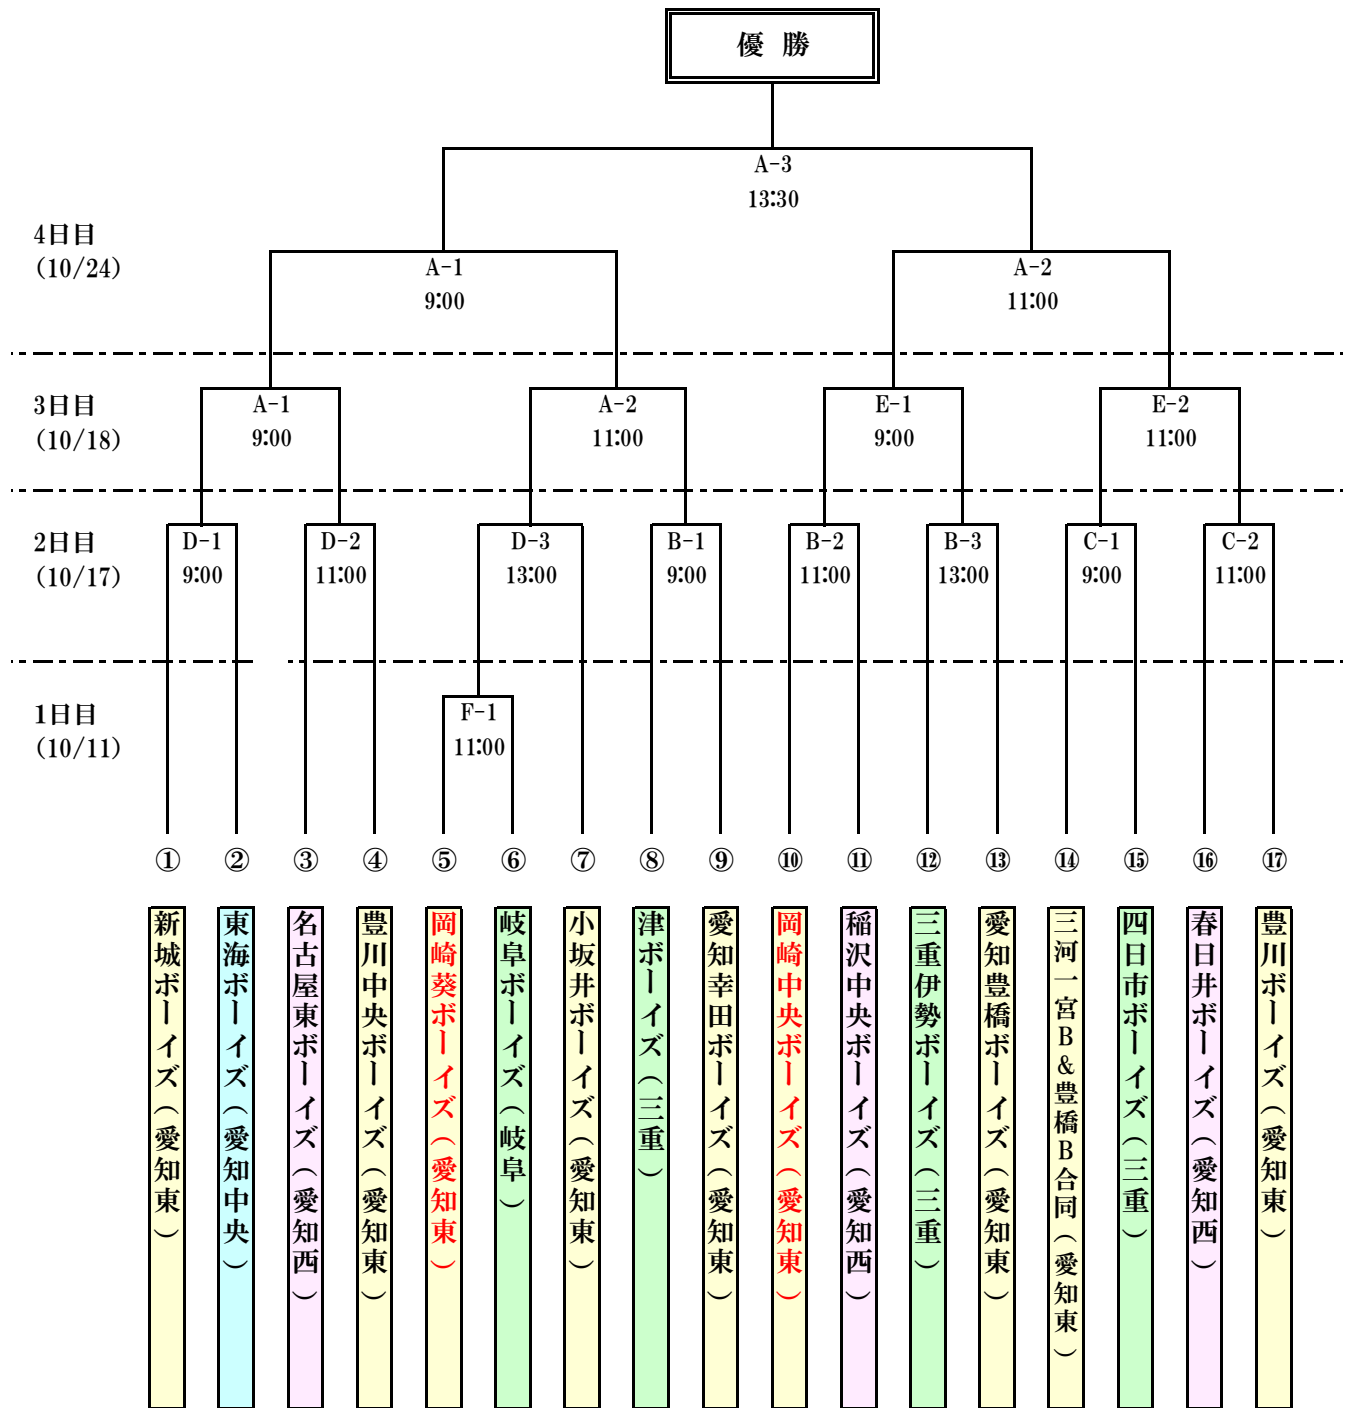 優 勝
A-3
13:30
4日目
(10/24)
A-1
9:00
A-2
11:00
3日目
(10/18)
A-1
9:00
A-2
11:00
E-1
9:00
E-2
11:00
2日目
(10/17)
D-1
9:00
D-2
11:00
D-3
13:00
B-1
9:00
B-2
11:00
B-3
13:00
C-1
9:00
C-2
11:00
1日目
(10/11)
F-1
11:00
① ② ③ ④ ⑤ ⑥ ⑦ ⑧ ⑨ ⑩ ⑪ ⑫ ⑬ ⑭ ⑮ ⑯ ⑰
新城ボーイズ(愛知東)
東海ボーイズ(愛知中央)
名古屋東ボーイズ(愛知西)
豊川中央ボーイズ(愛知東)
岡崎葵ボーイズ(愛知東)
岐阜ボーイズ(岐阜)
小坂井ボーイズ(愛知東)
津ボーイズ(三重)
愛知幸田ボーイズ(愛知東)
岡崎中央ボーイズ(愛知東)
稲沢中央ボーイズ(愛知西)
三重伊勢ボーイズ(三重)
愛知豊橋ボーイズ(愛知東)
三河一宮B&豊橋B合同(愛知東)
四日市ボーイズ(三重)
春日井ボーイズ(愛知西)
豊川ボーイズ(愛知東)